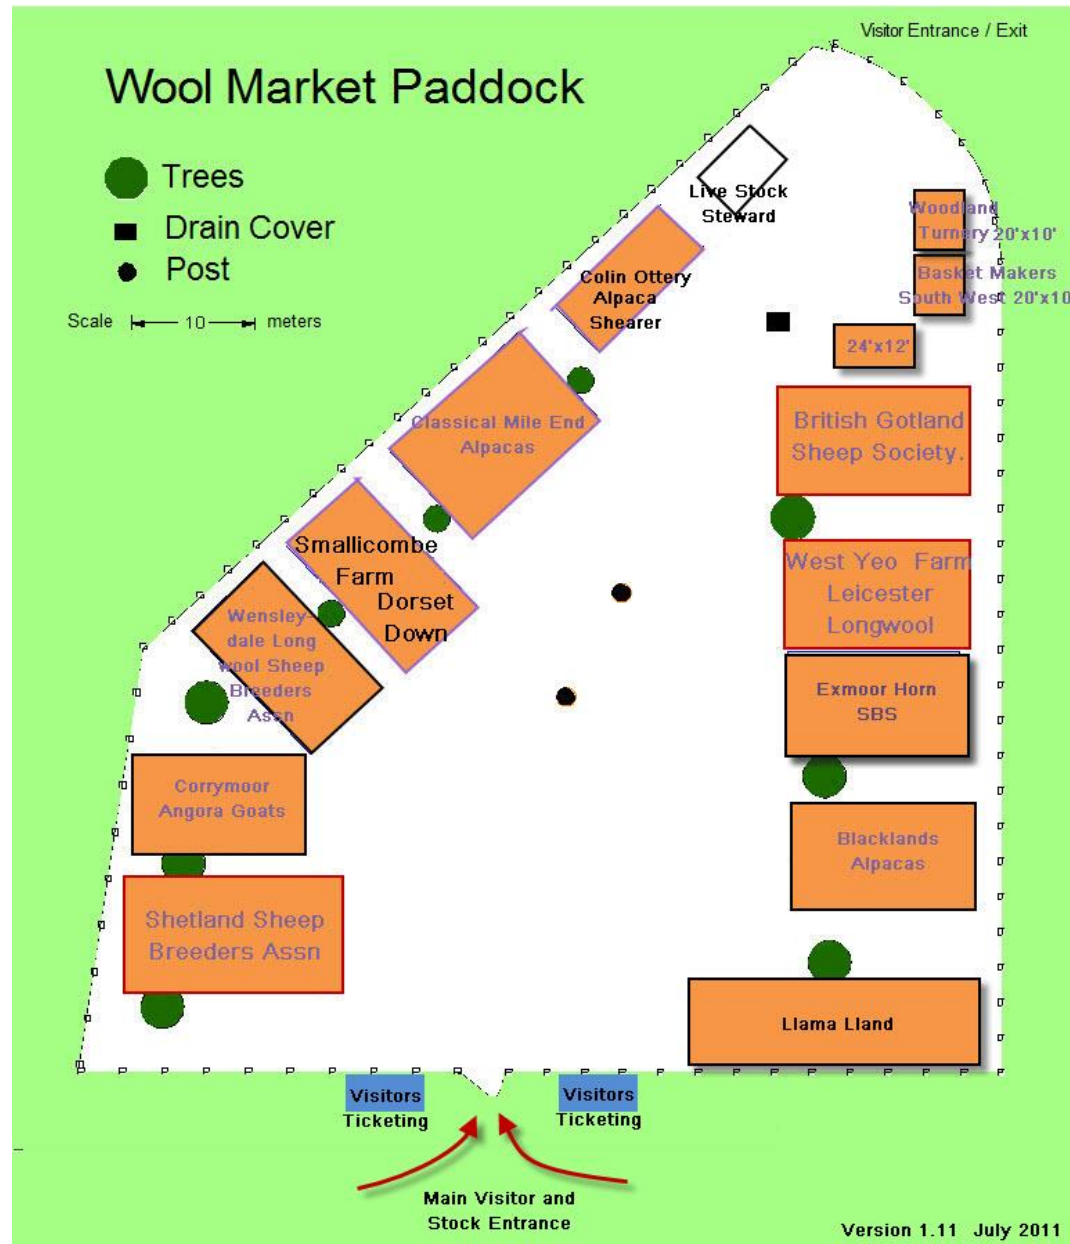 Visitor Entrance / Exit
Wool Market Paddock
Trees
Drain Cover
Post
Scale 10 meters
Live Stock
Steward
Woodland
Turnery 20'x10'
Basket Makers
South West 20'x10
Colin Ottery
Alpaca
Shearer
24'x12'
Classical Mile End
Alpacas
British Gotland
Sheep Society.
Smallicombe
Farm
Dorset
Down
West Yeo Farm
Leicester
Longwool
Wensley-
dale Long
wool Sheep
Breeders
Assn
Exmoor Horn
SBS
Corrymoor
Angora Goats
Blacklands
Alpacas
Shetland Sheep
Breeders Assn
Llama Lland
Visitors
Ticketing
Visitors
Ticketing
Main Visitor and
Stock Entrance
Version 1.11 July 2011